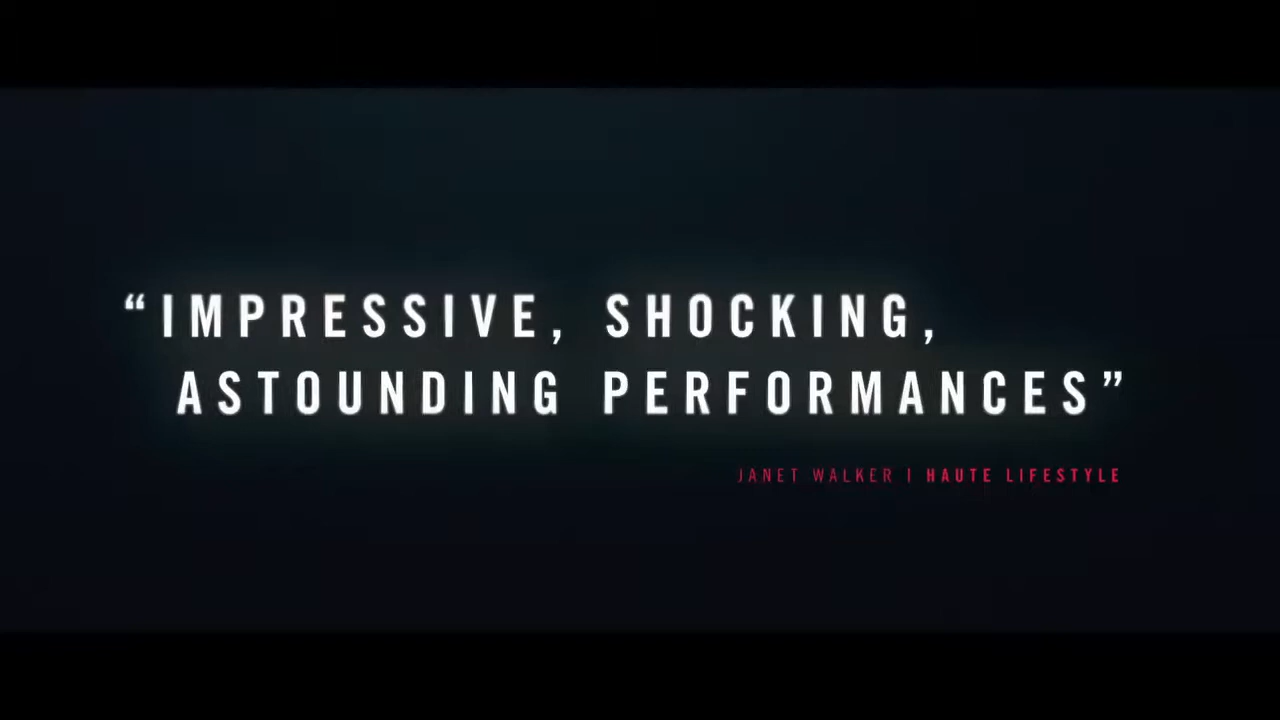 “IMPRESSIVE, SHOCKING,
ASTOUNDING PERFORMANCES”
JANET WALKER | HAUTE LIFESTYLE